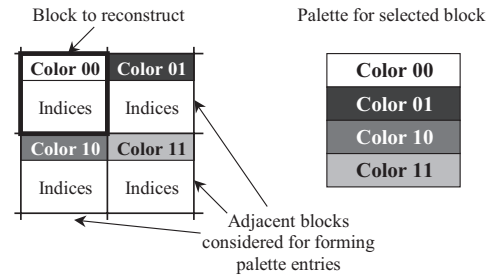 Block to reconstruct
Palette for selected block
Color 00
Color 01
Indices
Indices
Color 10
Color 11
Indices
Indices
Adjacent blocks
considered for forming
palette entries
Color 00
Color 01
Color 10
Color 11